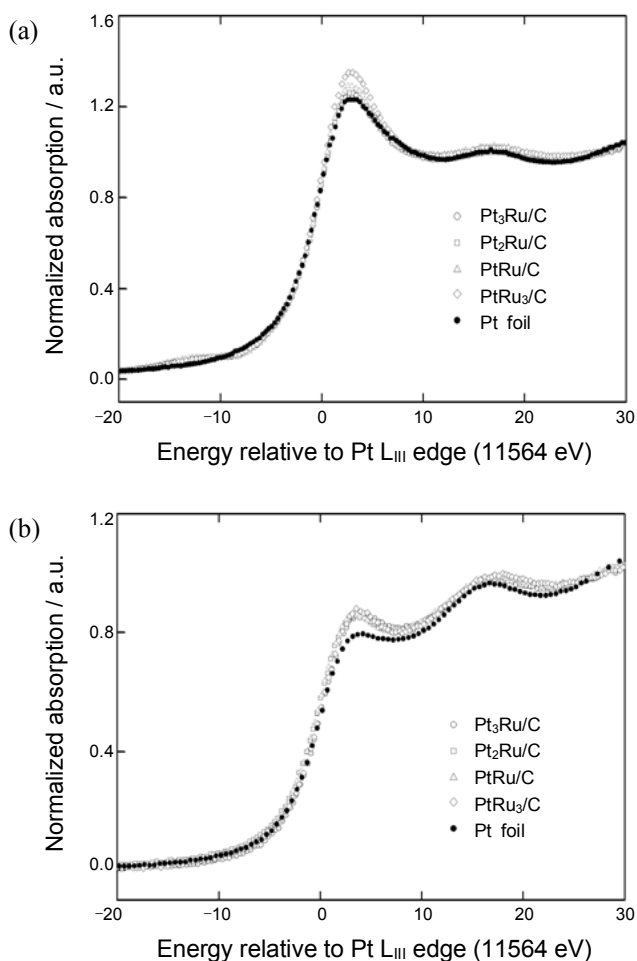 (a)
1.6
1.2
0.8
0.4
0.0
Normalized absorption / a.u.
Pt₃Ru/C
Pt₂Ru/C
PtRu/C
PtRu₃/C
Pt foil
−20 −10 0 10 20 30
Energy relative to Pt LIII edge (11564 eV)
(b)
1.2
0.8
0.4
0.0
Normalized absorption / a.u.
Pt₃Ru/C
Pt₂Ru/C
PtRu/C
PtRu₃/C
Pt foil
−20 −10 0 10 20 30
Energy relative to Pt LIII edge (11564 eV)